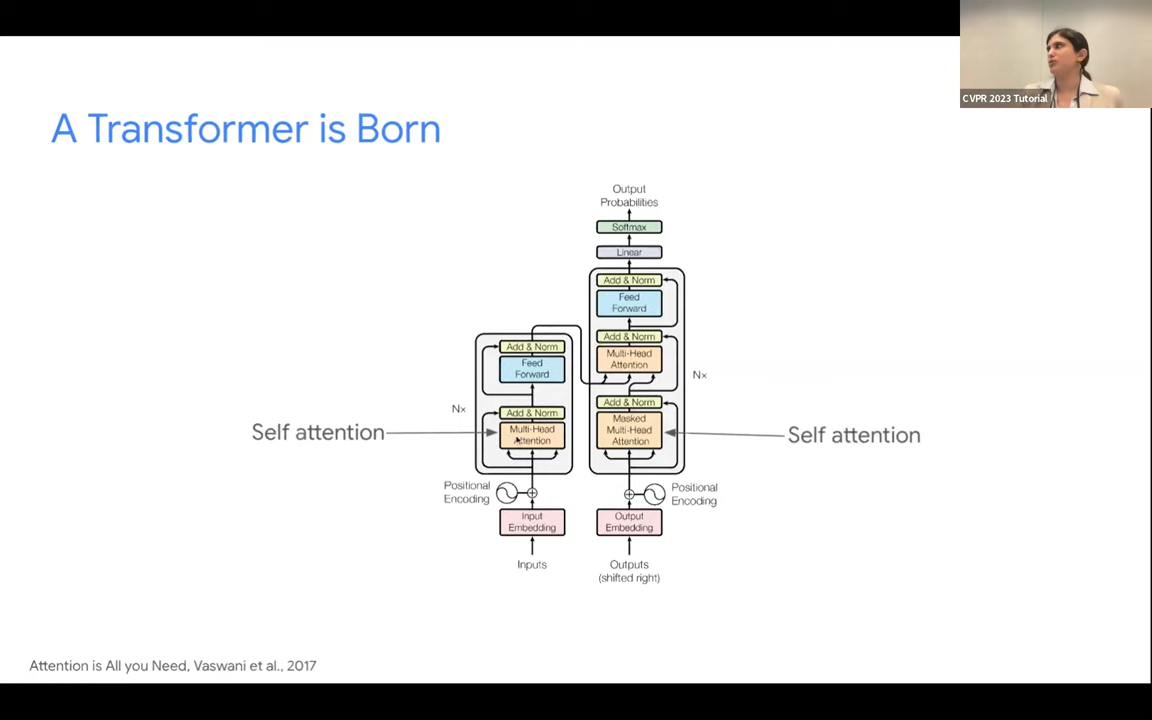 CVPR 2023 Tutorial
A Transformer is Born
Output
Probabilities
Softmax
Linear
Add & Norm
Feed
Forward
Add & Norm
Multi-Head
Attention
Nx
Add & Norm
Masked
Multi-Head
Attention
Add & Norm
Feed
Forward
Nx
Add & Norm
Multi-Head
Attention
Self attention
Self attention
Positional
Encoding
Positional
Encoding
Input
Embedding
Output
Embedding
Inputs
Outputs
(shifted right)
Attention is All you Need, Vaswani et al., 2017